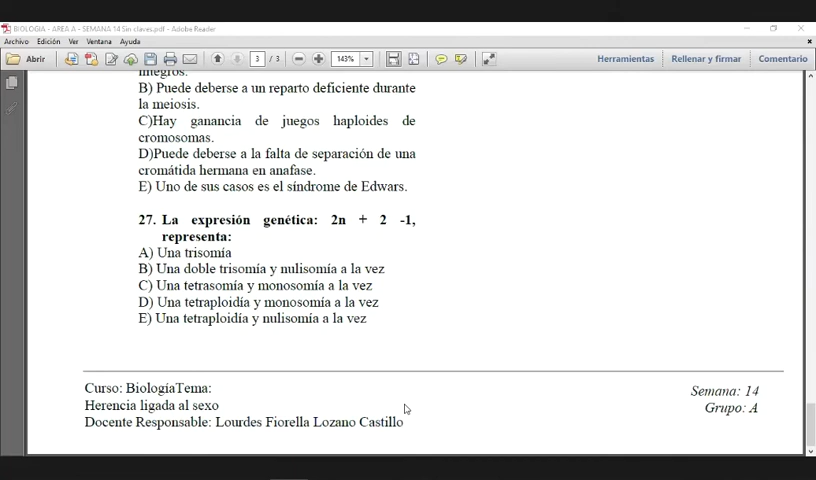 BIOLOGIA - AREA A - SEMANA 14 Sin claves.pdf - Adobe Reader
Archivo Edición Ver Ventana Ayuda
Abrir 3 / 3 143% Herramientas Rellenar y firmar Comentario
íntegros.
B) Puede deberse a un reparto deficiente durante
la meiosis.
C)Hay ganancia de juegos haploides de
cromosomas.
D)Puede deberse a la falta de separación de una
cromátida hermana en anafase.
E) Uno de sus casos es el síndrome de Edwars.
27. La expresión genética: 2n + 2 -1,
representa:
A) Una trisomía
B) Una doble trisomía y nulisomía a la vez
C) Una tetrasomía y monosomía a la vez
D) Una tetraploidía y monosomía a la vez
E) Una tetraploidía y nulisomía a la vez
Curso: BiologíaTema:
Herencia ligada al sexo
Docente Responsable: Lourdes Fiorella Lozano Castillo
Semana: 14
Grupo: A